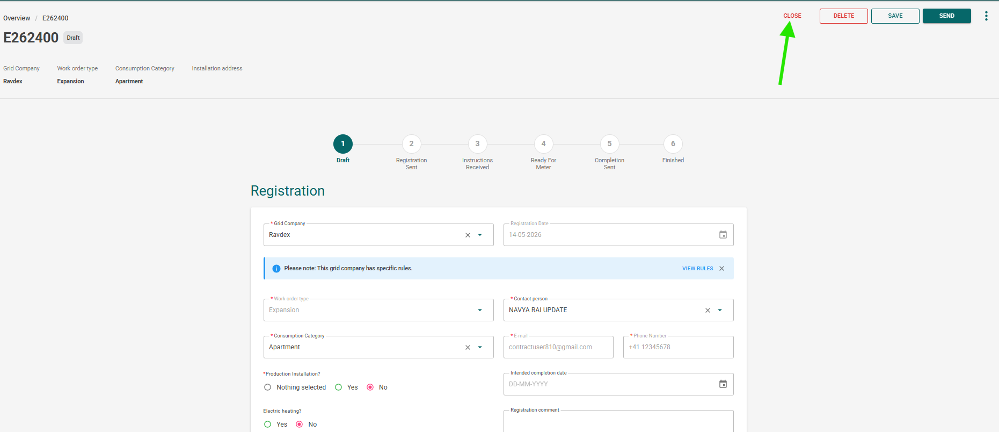 Overview / E262400
CLOSE DELETE SAVE SEND
E262400 Draft
Grid Company Work order type Consumption Category Installation address
Ravdex Expansion Apartment
1 2 3 4 5 6
Draft Registration Sent Instructions Received Ready For Meter Completion Sent Finished
Registration
* Grid Company Registration Date
Ravdex 14-05-2026
Please note: This grid company has specific rules. VIEW RULES
* Work order type * Contact person
Expansion NAVYA RAI UPDATE
* Consumption Category * E-mail * Phone Number
Apartment contractuser810@gmail.com +41 12345678
*Production Installation? Intended completion date
Nothing selected Yes No DD-MM-YYYY
Electric heating? Registration comment
Yes No